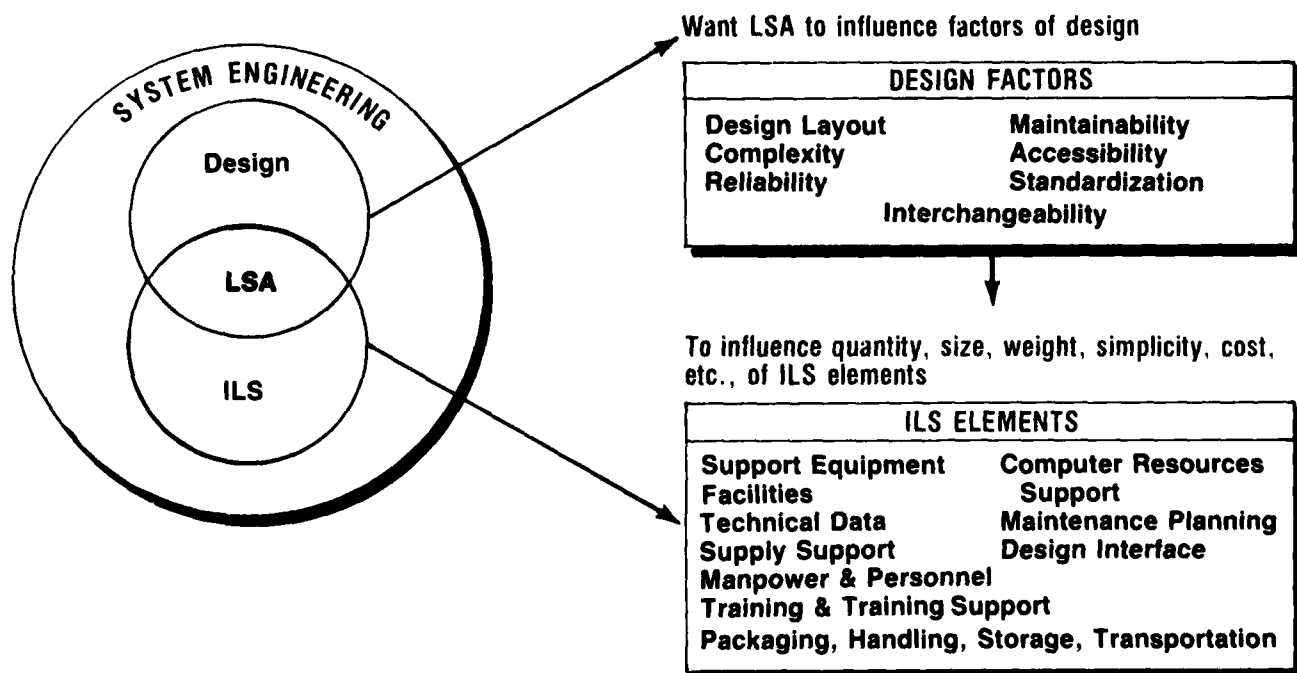 SYSTEM ENGINEERING
Design
LSA
ILS
Want LSA to influence factors of design
DESIGN FACTORS
Design Layout
Complexity
Reliability
Maintainability
Accessibility
Standardization
Interchangeability
To influence quantity, size, weight, simplicity, cost,
etc., of ILS elements
ILS ELEMENTS
Support Equipment
Facilities
Technical Data
Supply Support
Manpower & Personnel
Training & Training Support
Packaging, Handling, Storage, Transportation
Computer Resources
Support
Maintenance Planning
Design Interface